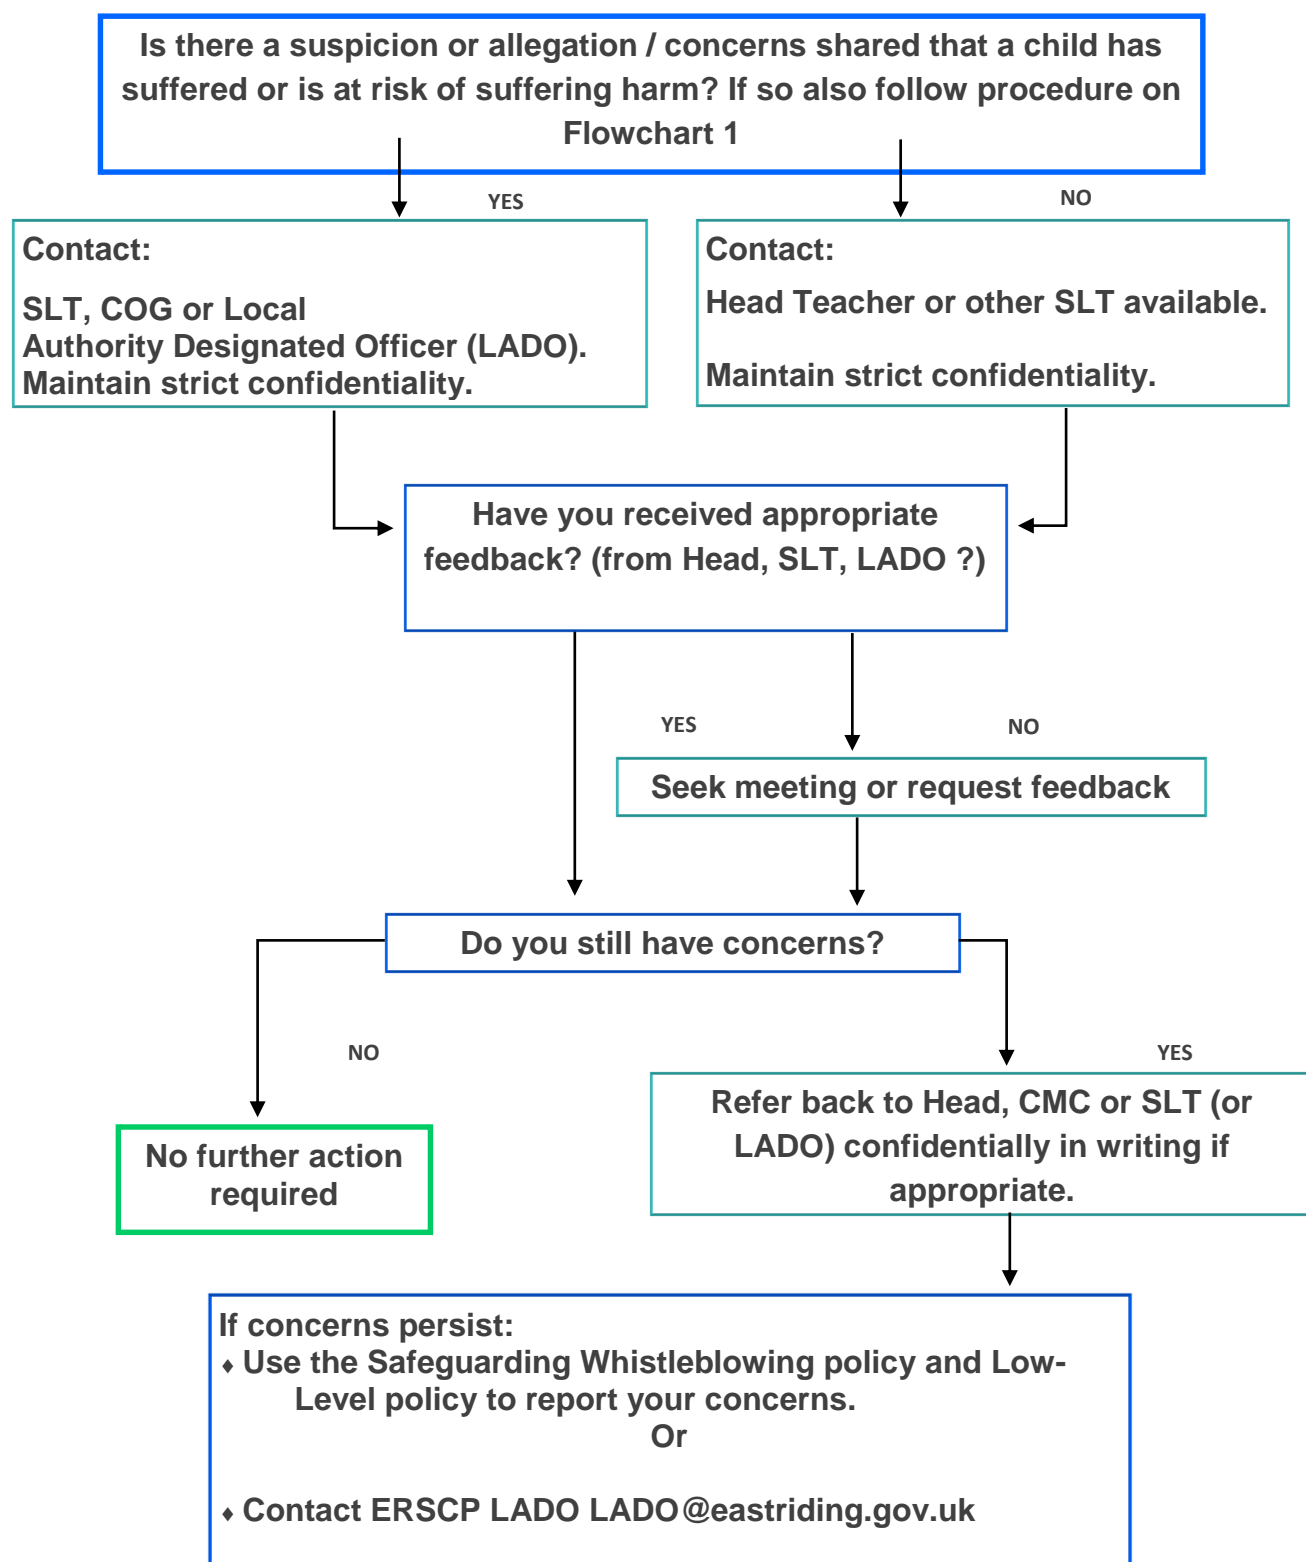 Is there a suspicion or allegation / concerns shared that a child has
suffered or is at risk of suffering harm? If so also follow procedure on
Flowchart 1
YES
NO
Contact:
SLT, COG or Local
Authority Designated Officer (LADO).
Maintain strict confidentiality.
Contact:
Head Teacher or other SLT available.
Maintain strict confidentiality.
Have you received appropriate
feedback? (from Head, SLT, LADO ?)
YES
NO
Seek meeting or request feedback
Do you still have concerns?
NO
YES
No further action
required
Refer back to Head, CMC or SLT (or
LADO) confidentially in writing if
appropriate.
If concerns persist:
♦ Use the Safeguarding Whistleblowing policy and Low-
Level policy to report your concerns.
Or
♦ Contact ERSCP LADO LADO@eastriding.gov.uk